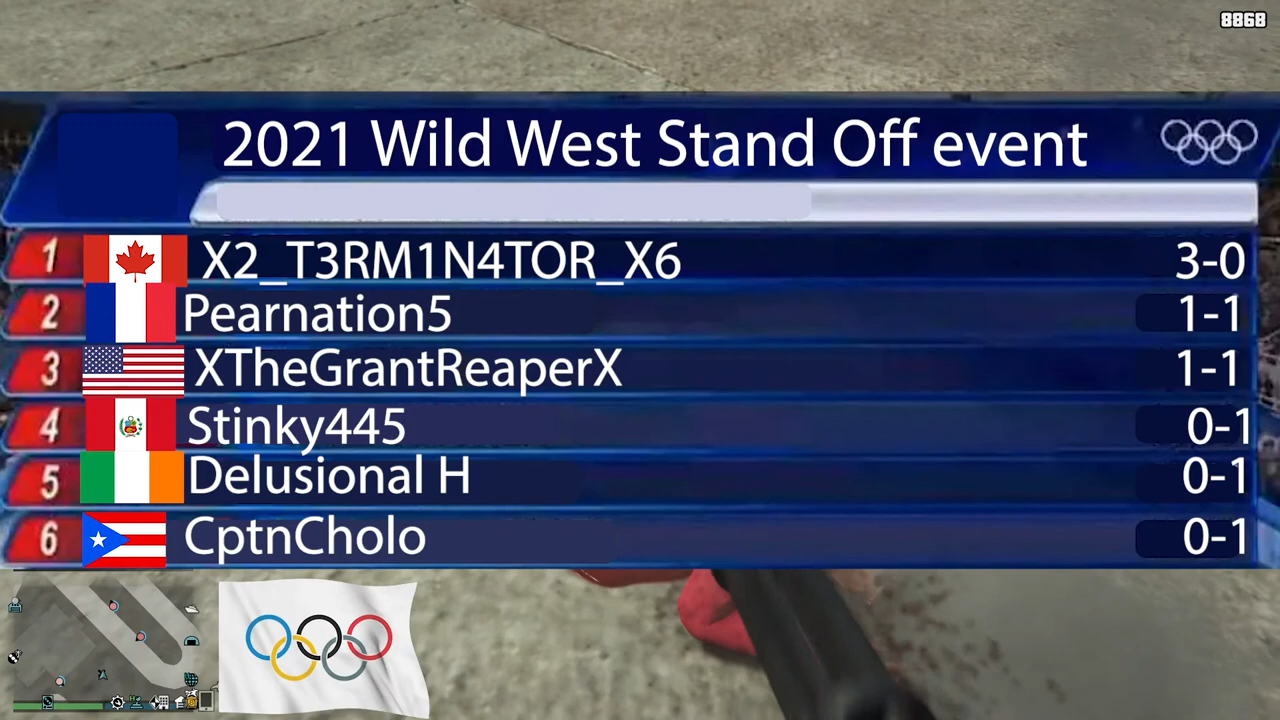 8868
2021 Wild West Stand Off event
1 X2_T3RM1N4TOR_X6 3-0
2 Pearnation5 1-1
3 XTheGrantReaperX 1-1
4 Stinky445 0-1
5 Delusional H 0-1
6 CptnCholo 0-1